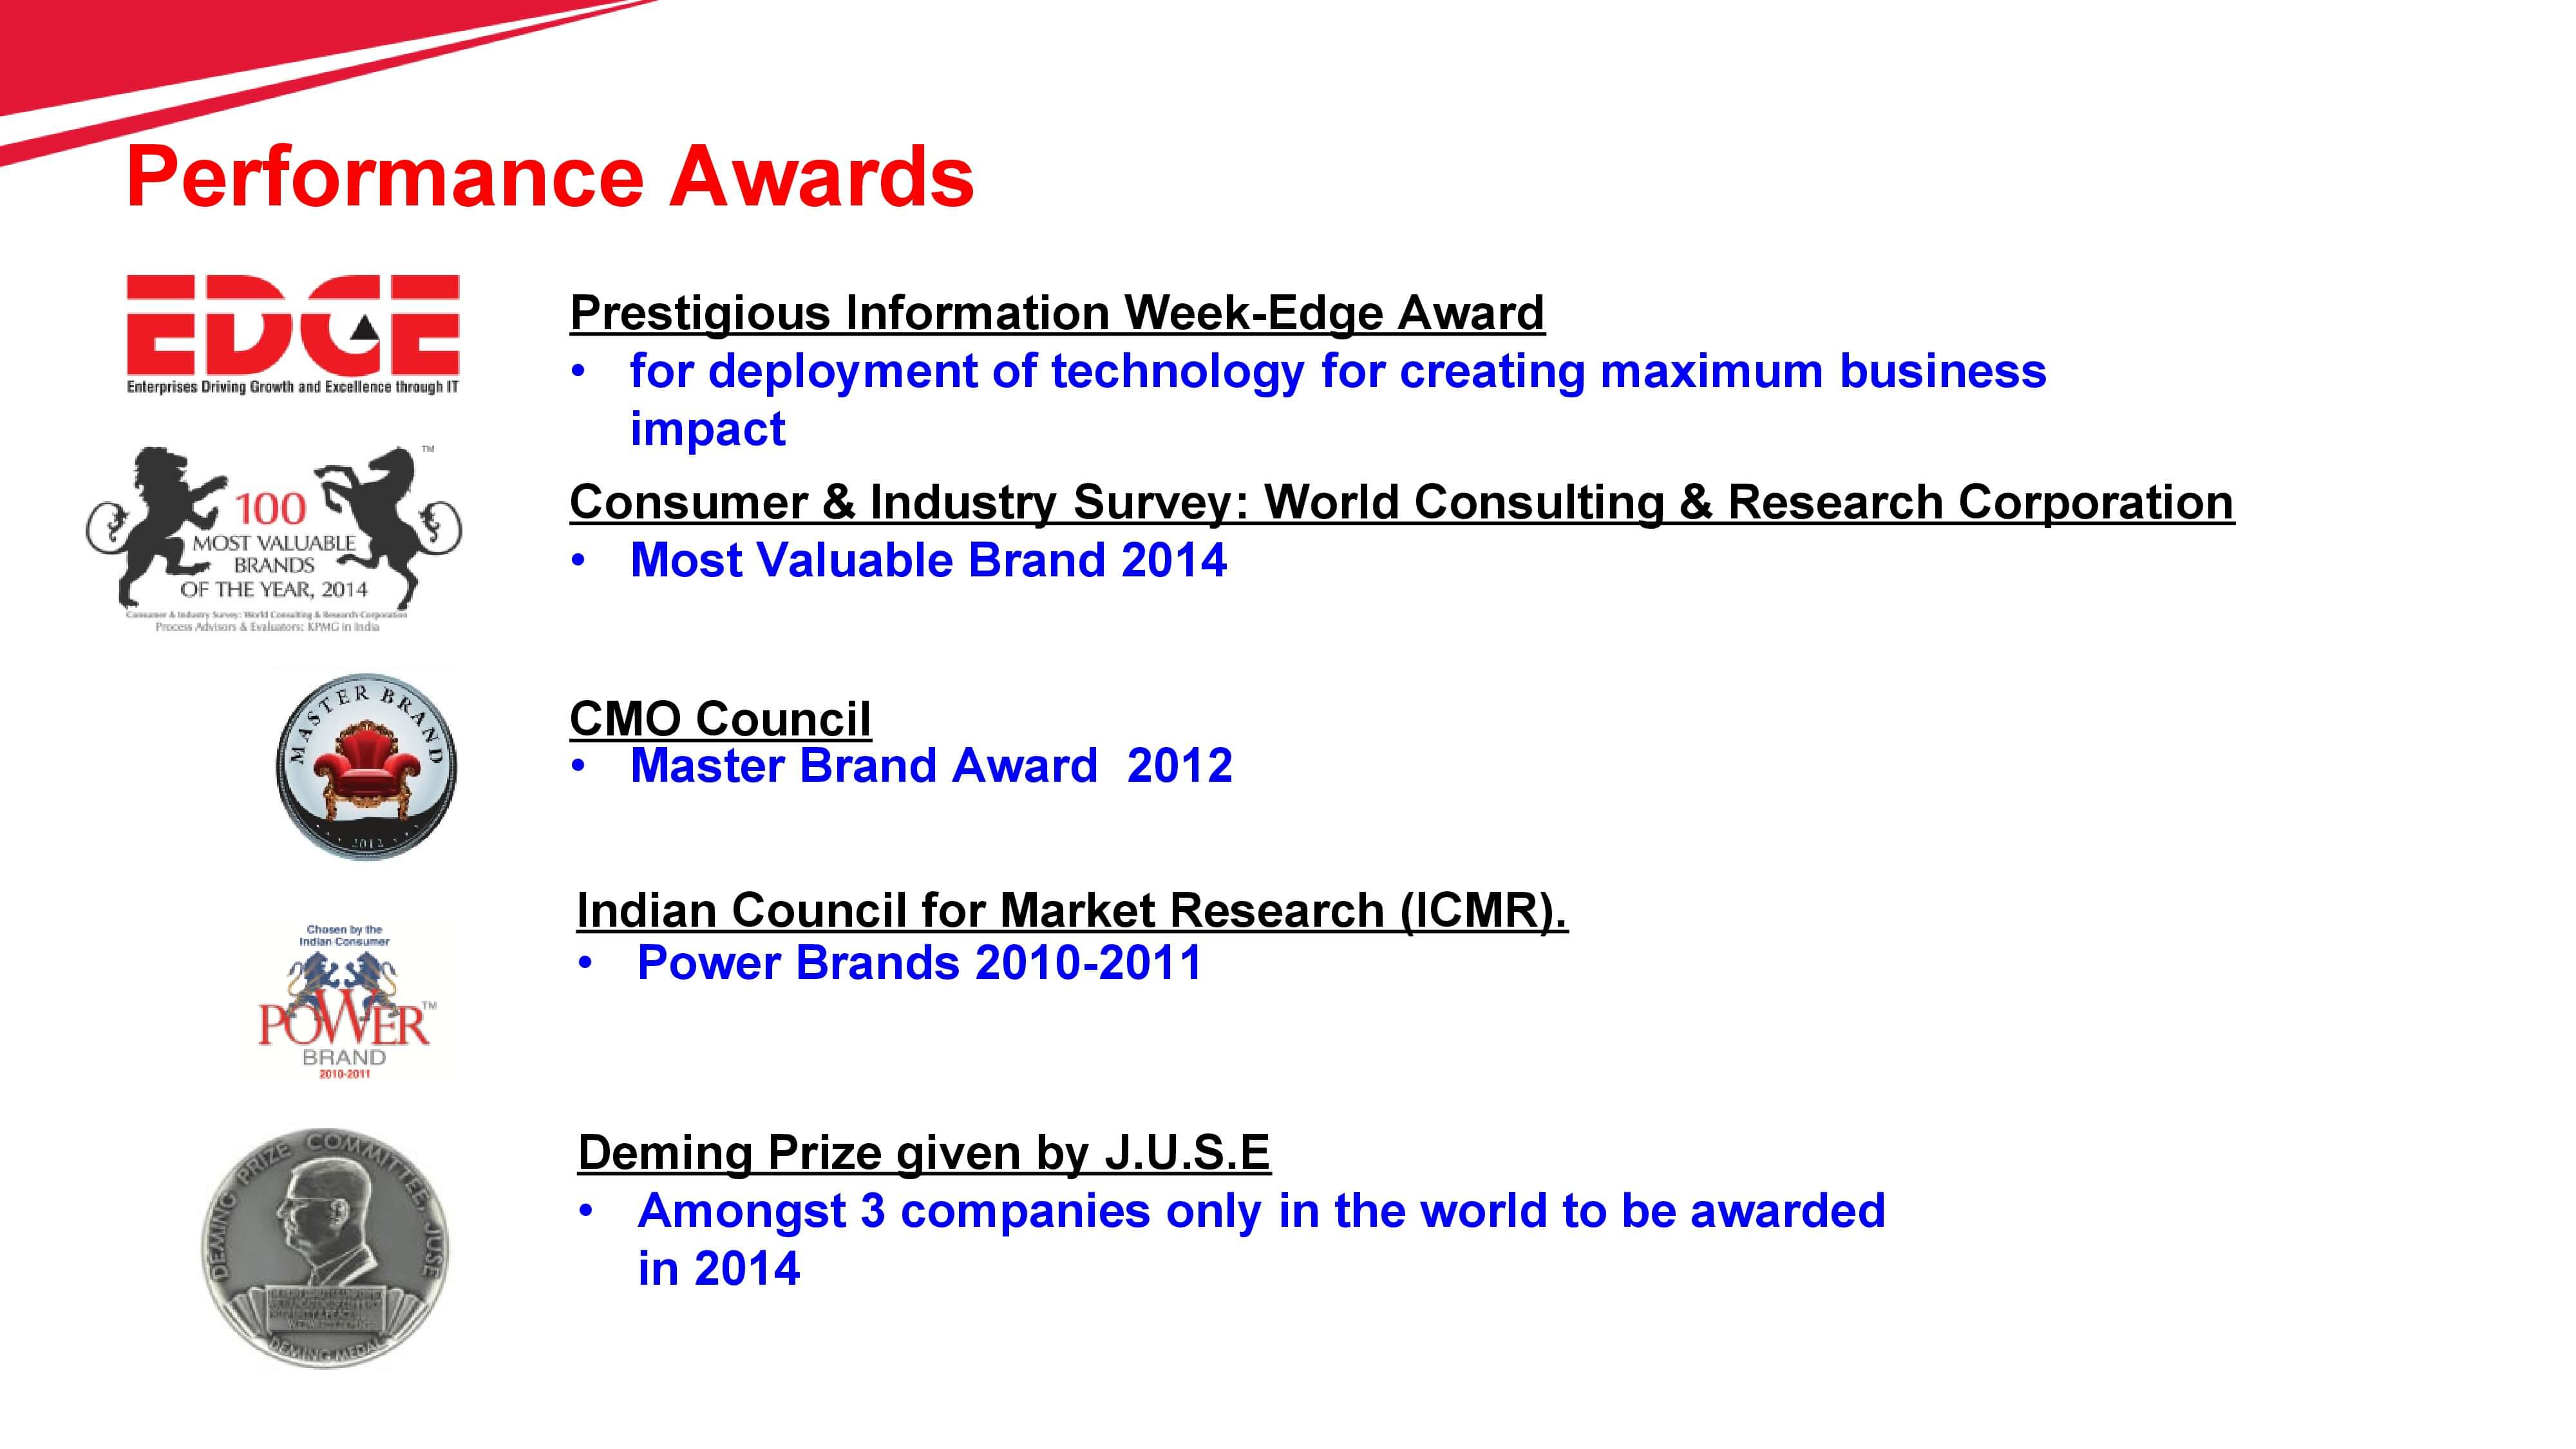 Performance Awards
EDGE
Enterprises Driving Growth and Excellence through IT
Prestigious Information Week-Edge Award
• for deployment of technology for creating maximum business
impact
TM
100
MOST VALUABLE
BRANDS
OF THE YEAR, 2014
Consumer & Industry Survey: World Consulting & Research Corporation
Process Advisors & Evaluators: KPMG in India
Consumer & Industry Survey: World Consulting & Research Corporation
• Most Valuable Brand 2014
MASTER BRAND
2012
CMO Council
• Master Brand Award  2012
Chosen by the
Indian Consumer
POWER TM
BRAND
2010-2011
Indian Council for Market Research (ICMR).
• Power Brands 2010-2011
DEMING PRIZE COMMITTEE, JUSE
DEMING MEDAL
Deming Prize given by J.U.S.E
• Amongst 3 companies only in the world to be awarded
in 2014